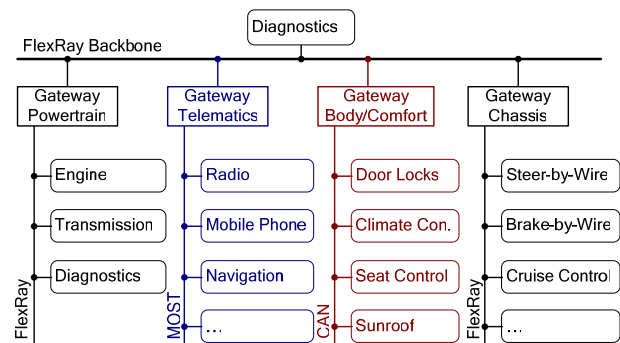 Diagnostics
FlexRay Backbone
Gateway
Powertrain
Gateway
Telematics
Gateway
Body/Comfort
Gateway
Chassis
Engine
Radio
Door Locks
Steer-by-Wire
Transmission
Mobile Phone
Climate Con.
Brake-by-Wire
Diagnostics
Navigation
Seat Control
Cruise Control
FlexRay
MOST
...
CAN
Sunroof
FlexRay
...